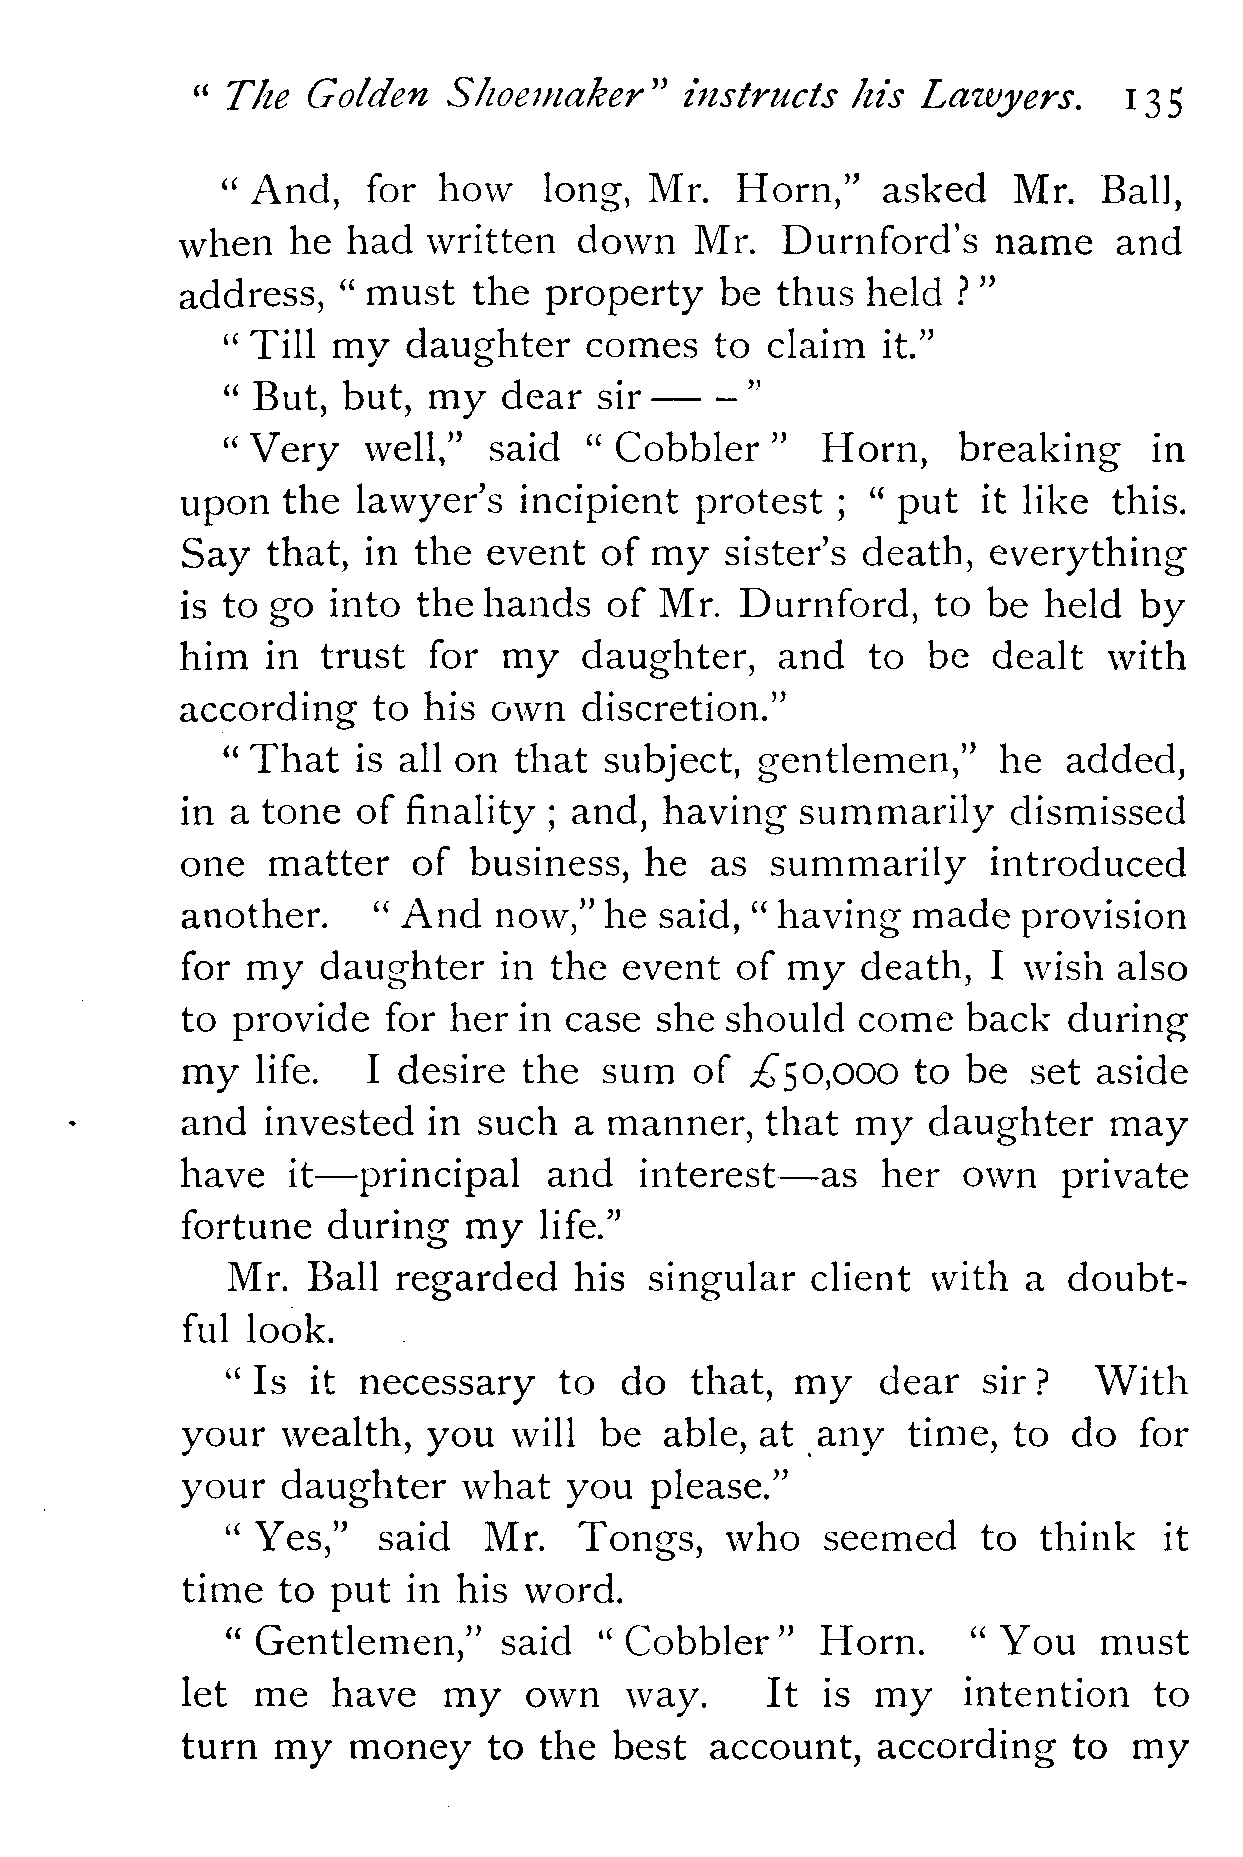 “ The Golden Shoemaker” instructs his Lawyers. 135
“ And, for how long, Mr. Horn,” asked Mr. Ball,
when he had written down Mr. Durnford’s name and
address, “ must the property be thus held ? ”
“ Till my daughter comes to claim it.”
“ But, but, my dear sir — – ”
“ Very well,” said “ Cobbler ” Horn, breaking in
upon the lawyer’s incipient protest ; “ put it like this.
Say that, in the event of my sister’s death, everything
is to go into the hands of Mr. Durnford, to be held by
him in trust for my daughter, and to be dealt with
according to his own discretion.”
“ That is all on that subject, gentlemen,” he added,
in a tone of finality ; and, having summarily dismissed
one matter of business, he as summarily introduced
another. “ And now,” he said, “ having made provision
for my daughter in the event of my death, I wish also
to provide for her in case she should come back during
my life. I desire the sum of £50,000 to be set aside
and invested in such a manner, that my daughter may
have it—principal and interest—as her own private
fortune during my life.”
Mr. Ball regarded his singular client with a doubt-
ful look.
“ Is it necessary to do that, my dear sir ? With
your wealth, you will be able, at any time, to do for
your daughter what you please.”
“ Yes,” said Mr. Tongs, who seemed to think it
time to put in his word.
“ Gentlemen,” said “ Cobbler ” Horn. “ You must
let me have my own way. It is my intention to
turn my money to the best account, according to my